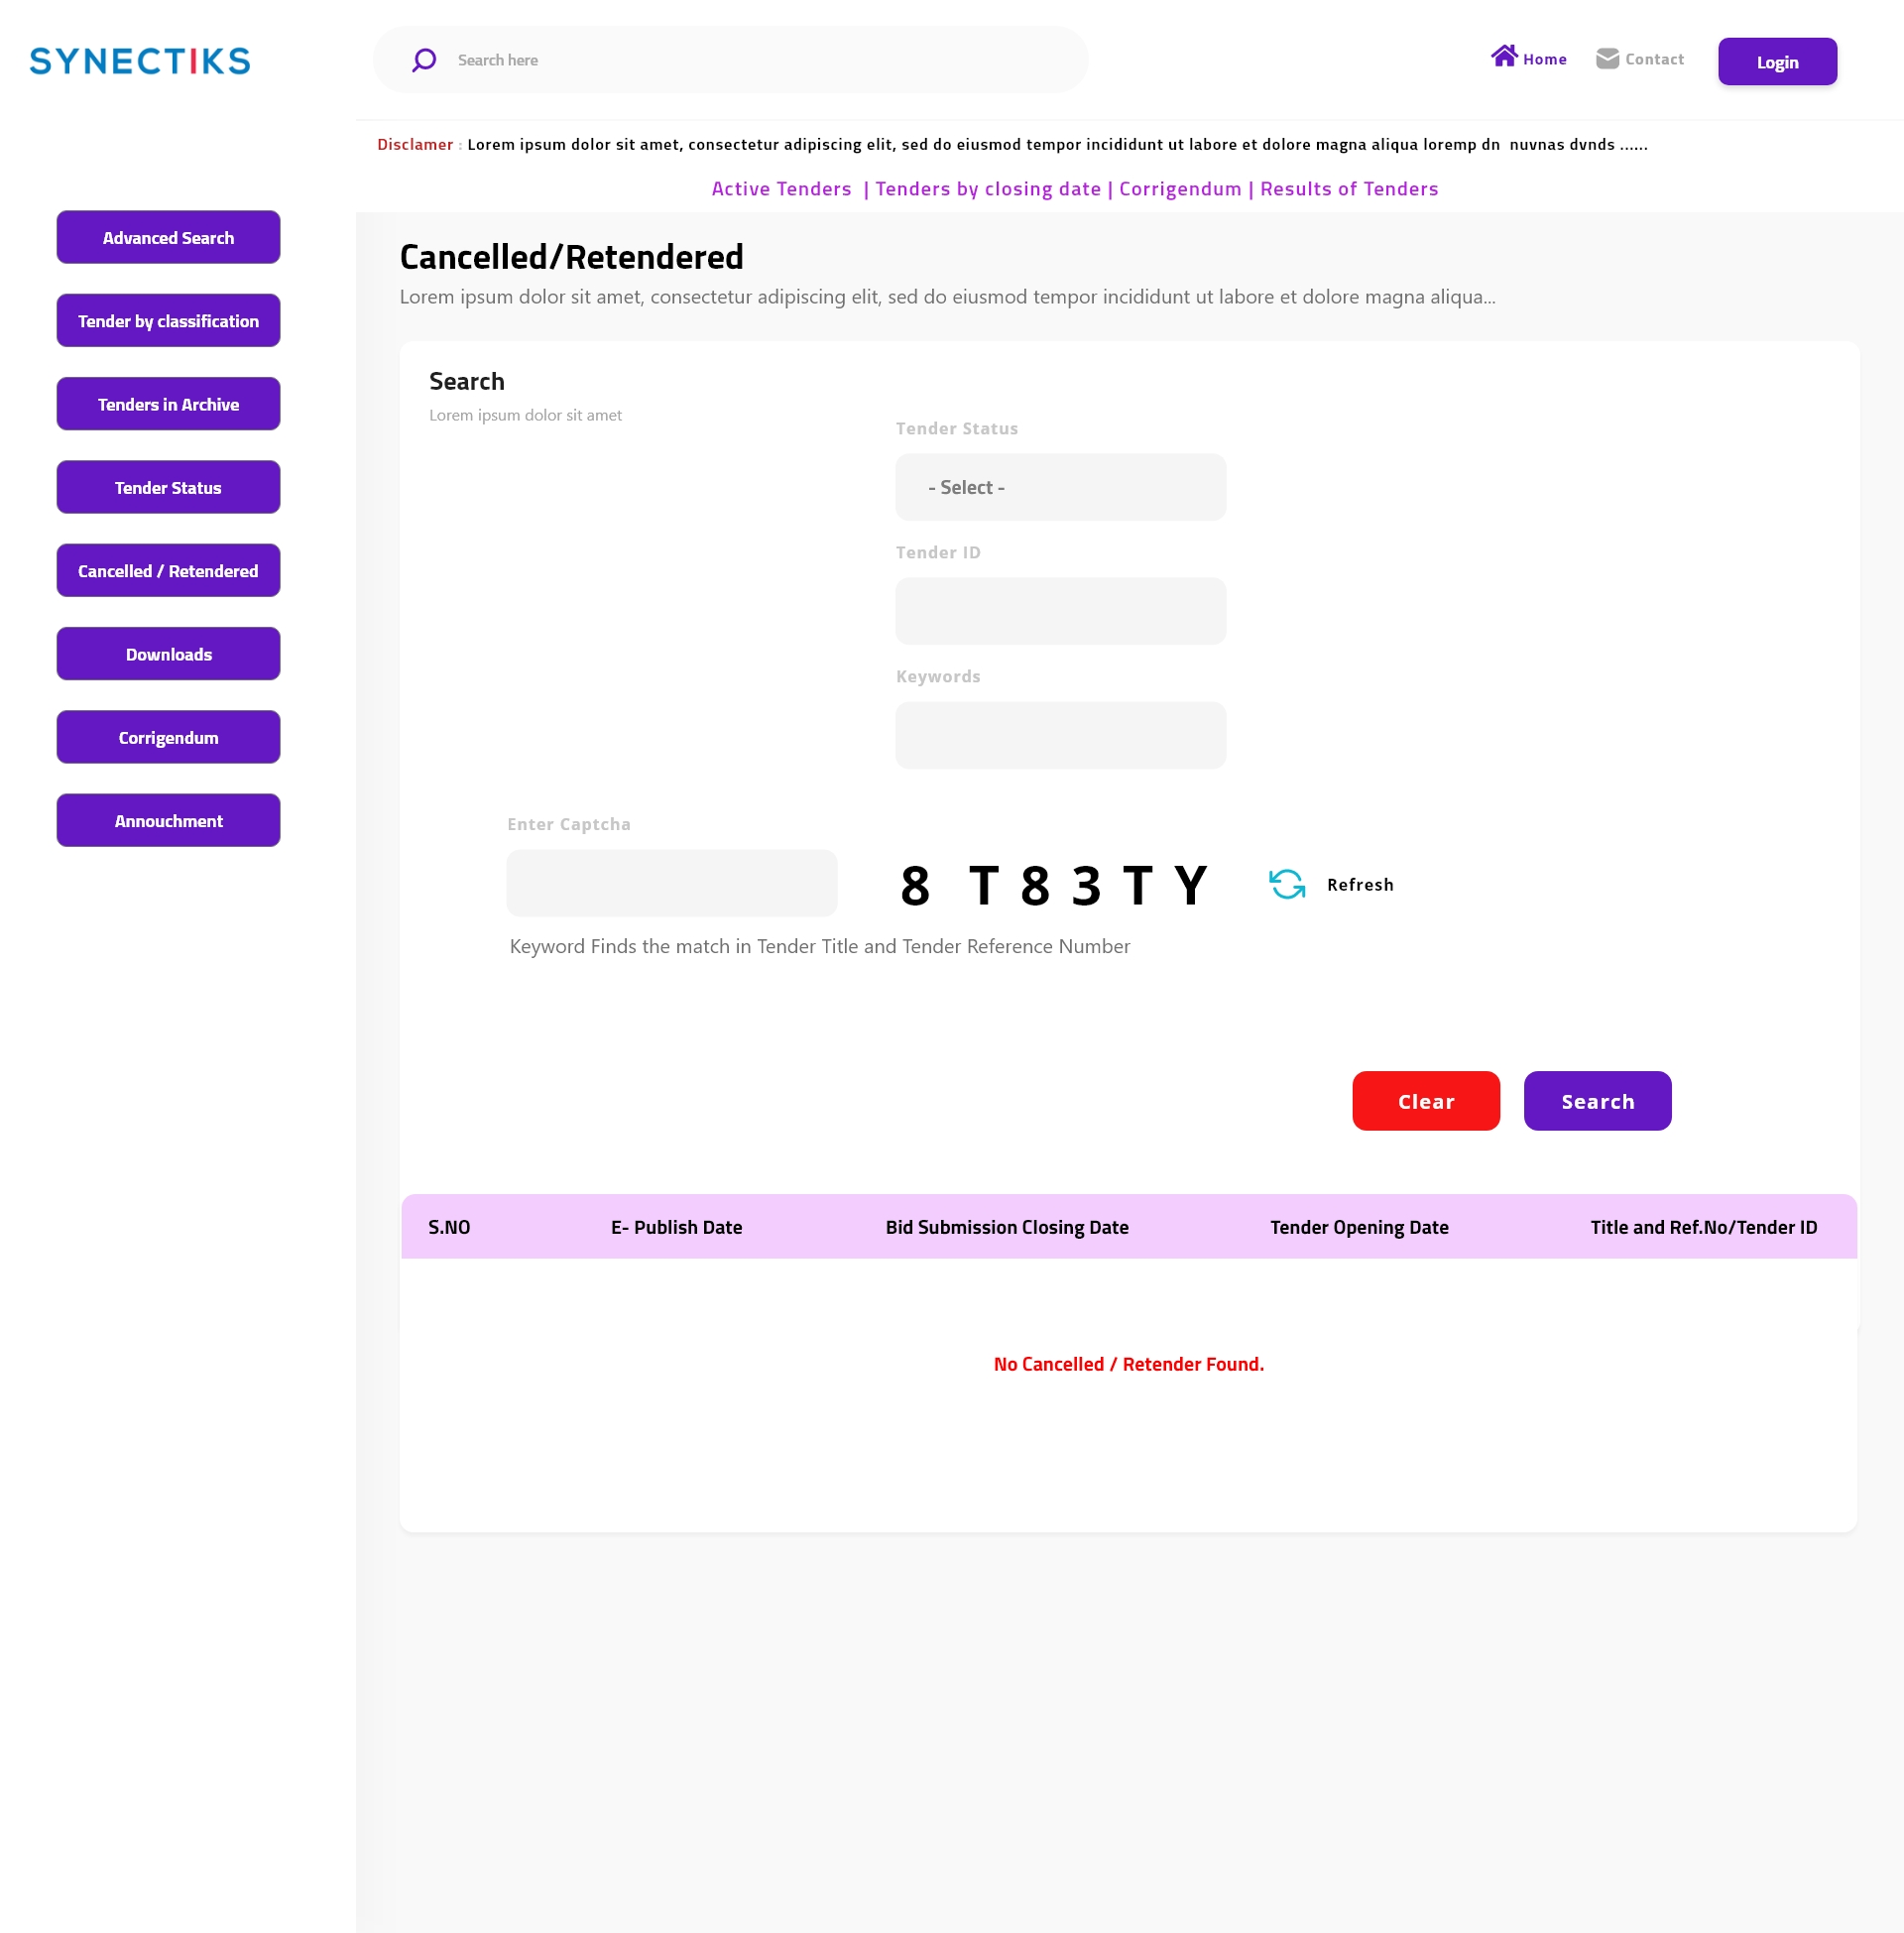 SYNECTIKS
Search here
Home
Contact
Login
Disclamer : Lorem ipsum dolor sit amet, consectetur adipiscing elit, sed do eiusmod tempor incididunt ut labore et dolore magna aliqua loremp dn  nuvnas dvnds ......
Active Tenders  | Tenders by closing date | Corrigendum | Results of Tenders
Advanced Search
Tender by classification
Tenders in Archive
Tender Status
Cancelled / Retendered
Downloads
Corrigendum
Annouchment
Cancelled/Retendered
Lorem ipsum dolor sit amet, consectetur adipiscing elit, sed do eiusmod tempor incididunt ut labore et dolore magna aliqua...
Search
Lorem ipsum dolor sit amet
Tender Status
- Select -
Tender ID
Keywords
Enter Captcha
8 T 8 3 T Y
Refresh
Keyword Finds the match in Tender Title and Tender Reference Number
Clear
Search
S.NO
E- Publish Date
Bid Submission Closing Date
Tender Opening Date
Title and Ref.No/Tender ID
No Cancelled / Retender Found.